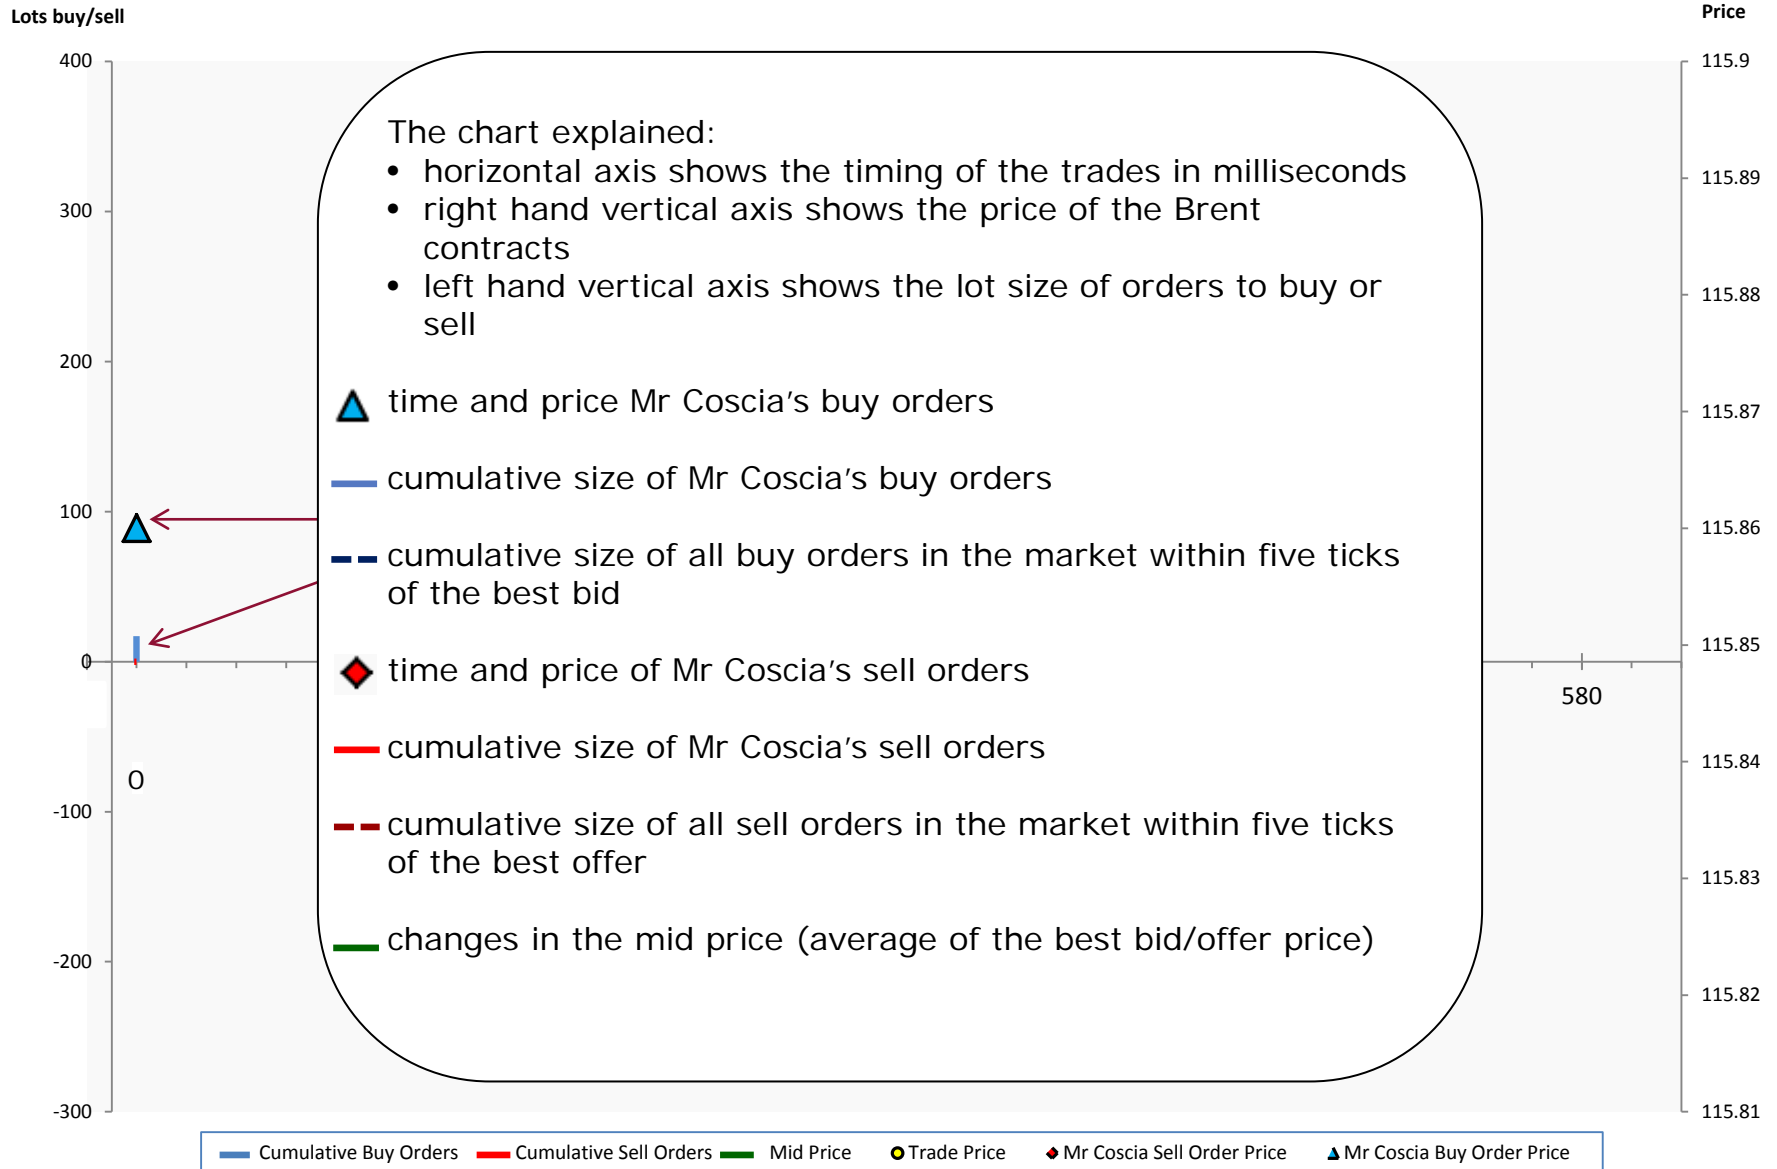 Lots buy/sell
Price
400
300
200
100
0
-100
-200
-300
0
580
115.9
115.89
115.88
115.87
115.86
115.85
115.84
115.83
115.82
115.81
The chart explained:
• horizontal axis shows the timing of the trades in milliseconds
• right hand vertical axis shows the price of the Brent
contracts
• left hand vertical axis shows the lot size of orders to buy or
sell
time and price Mr Coscia's buy orders
cumulative size of Mr Coscia's buy orders
cumulative size of all buy orders in the market within five ticks
of the best bid
time and price of Mr Coscia's sell orders
cumulative size of Mr Coscia's sell orders
cumulative size of all sell orders in the market within five ticks
of the best offer
changes in the mid price (average of the best bid/offer price)
Cumulative Buy Orders Cumulative Sell Orders Mid Price Trade Price Mr Coscia Sell Order Price Mr Coscia Buy Order Price